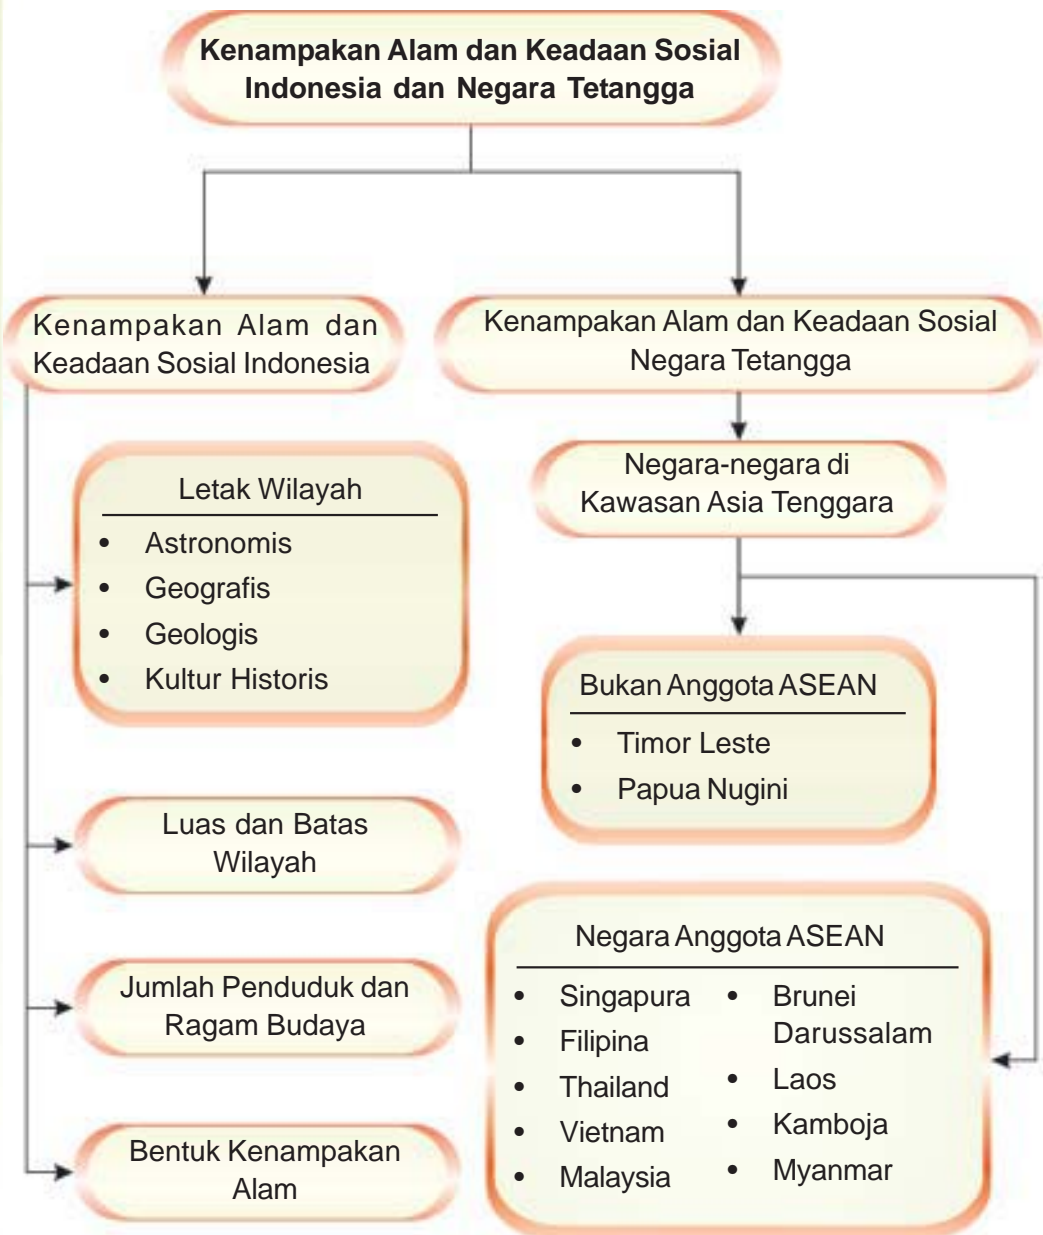 Kenampakan Alam dan Keadaan Sosial
Indonesia dan Negara Tetangga
Kenampakan Alam dan
Keadaan Sosial Indonesia
Kenampakan Alam dan Keadaan Sosial
Negara Tetangga
Letak Wilayah
• Astronomis
• Geografis
• Geologis
• Kultur Historis
Luas dan Batas
Wilayah
Jumlah Penduduk dan
Ragam Budaya
Bentuk Kenampakan
Alam
Negara-negara di
Kawasan Asia Tenggara
Bukan Anggota ASEAN
• Timor Leste
• Papua Nugini
Negara Anggota ASEAN
• Singapura
• Filipina
• Thailand
• Vietnam
• Malaysia
• Brunei
Darussalam
• Laos
• Kamboja
• Myanmar